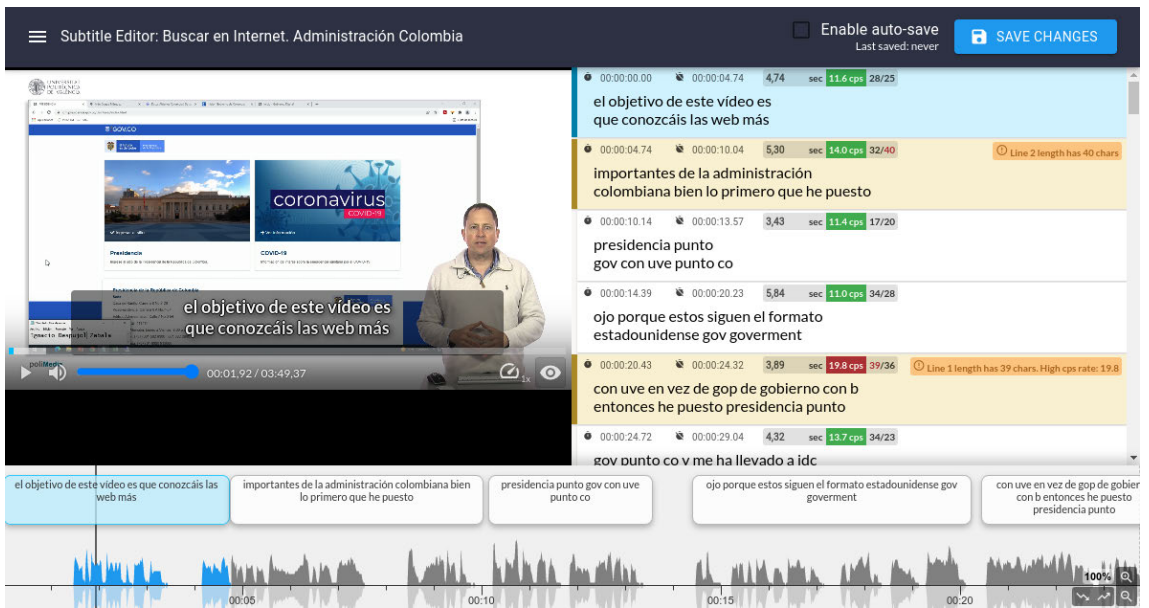 Subtitle Editor: Buscar en Internet. Administración Colombia
Enable auto-save
Last saved: never
SAVE CHANGES
UNIVERSITAT
POLITÈCNICA
DE VALÈNCIA
GOV.CO
coronavirus
COVID-19
Presidencia
COVID-19
el objetivo de este vídeo es
que conozcáis las web más
poliMedia
00:01,92 / 03:49,37
1x
00:00:00.00 00:00:04.74 4,74 sec 11.6 cps 28/25
el objetivo de este vídeo es
que conozcáis las web más
00:00:04.74 00:00:10.04 5,30 sec 14.0 cps 32/40 Line 2 length has 40 chars
importantes de la administración
colombiana bien lo primero que he puesto
00:00:10.14 00:00:13.57 3,43 sec 11.4 cps 17/20
presidencia punto
gov con uve punto co
00:00:14.39 00:00:20.23 5,84 sec 11.0 cps 34/28
ojo porque estos siguen el formato
estadounidense gov goverment
00:00:20.43 00:00:24.32 3,89 sec 19.8 cps 39/36 Line 1 length has 39 chars. High cps rate: 19.8
con uve en vez de gop de gobierno con b
entonces he puesto presidencia punto
00:00:24.72 00:00:29.04 4,32 sec 13.7 cps 34/23
gov punto co y me ha llevado a idc
el objetivo de este vídeo es que conozcáis las
web más
importantes de la administración colombiana bien
lo primero que he puesto
presidencia punto gov con uve
punto co
ojo porque estos siguen el formato estadounidense gov
goverment
con uve en vez de gop de gobier
con b entonces he puesto
presidencia punto
100%
00:05 00:10 00:15 00:20